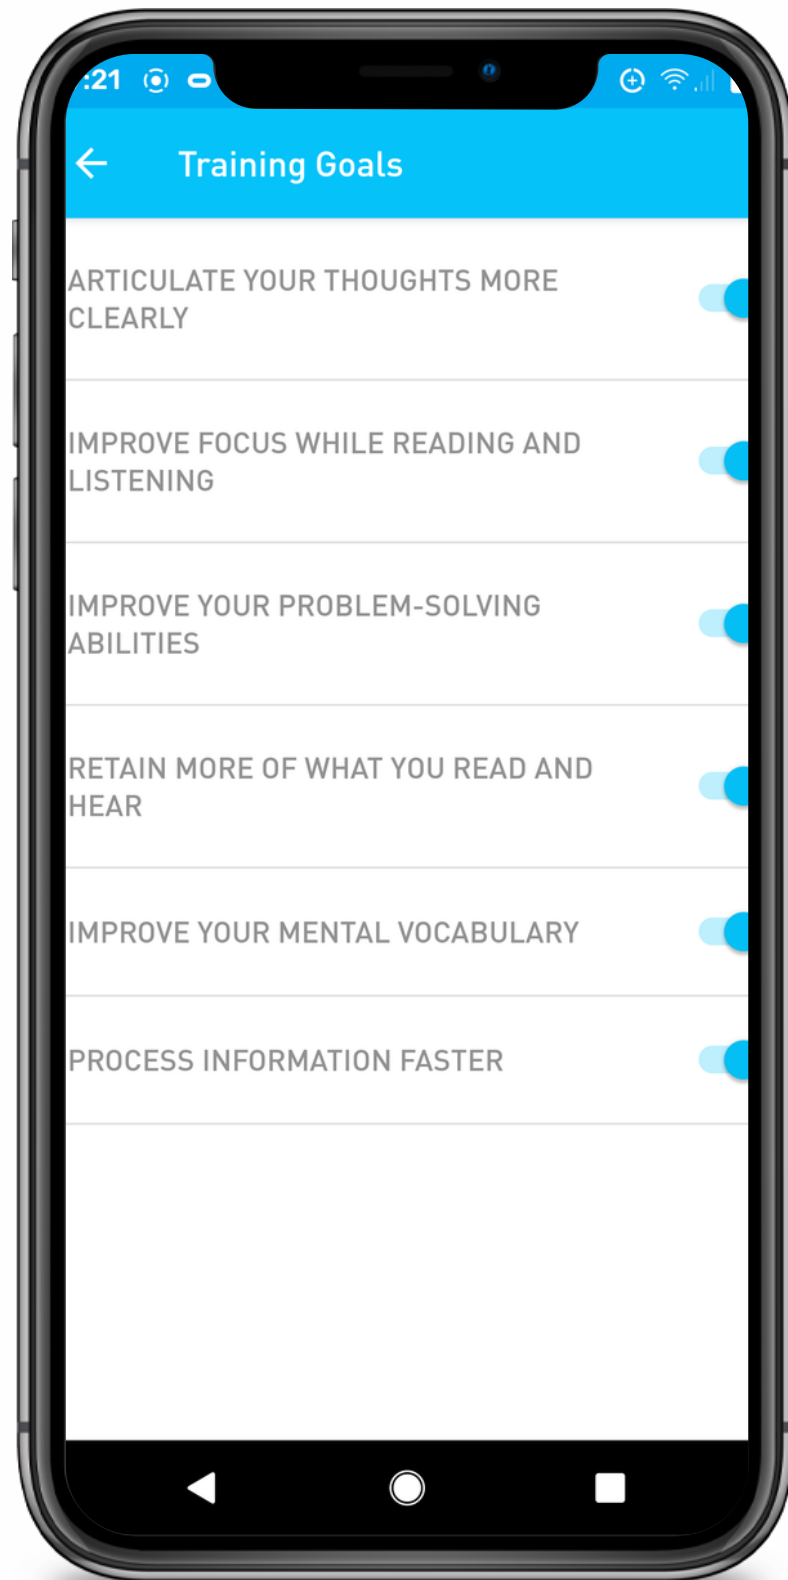 :21
Training Goals
ARTICULATE YOUR THOUGHTS MORE
CLEARLY
IMPROVE FOCUS WHILE READING AND
LISTENING
IMPROVE YOUR PROBLEM-SOLVING
ABILITIES
RETAIN MORE OF WHAT YOU READ AND
HEAR
IMPROVE YOUR MENTAL VOCABULARY
PROCESS INFORMATION FASTER